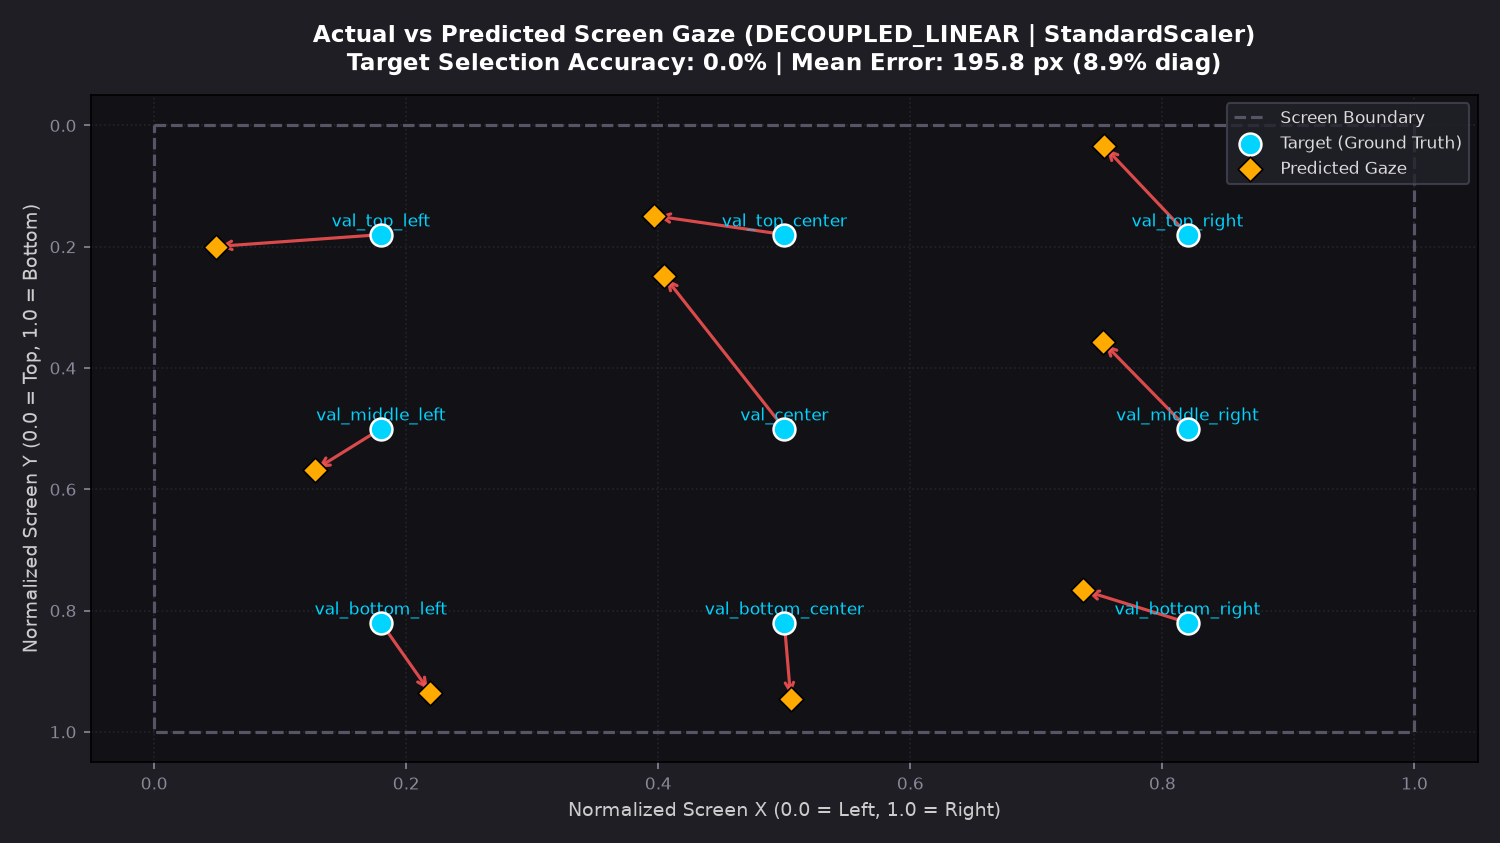 Actual vs Predicted Screen Gaze (DECOUPLED_LINEAR | StandardScaler)
Target Selection Accuracy: 0.0% | Mean Error: 195.8 px (8.9% diag)
Screen Boundary
Target (Ground Truth)
Predicted Gaze
val_top_left
val_top_center
val_top_right
val_middle_left
val_center
val_middle_right
val_bottom_left
val_bottom_center
val_bottom_right
0.0
0.2
0.4
0.6
0.8
1.0
Normalized Screen Y (0.0 = Top, 1.0 = Bottom)
0.0
0.2
0.4
0.6
0.8
1.0
Normalized Screen X (0.0 = Left, 1.0 = Right)